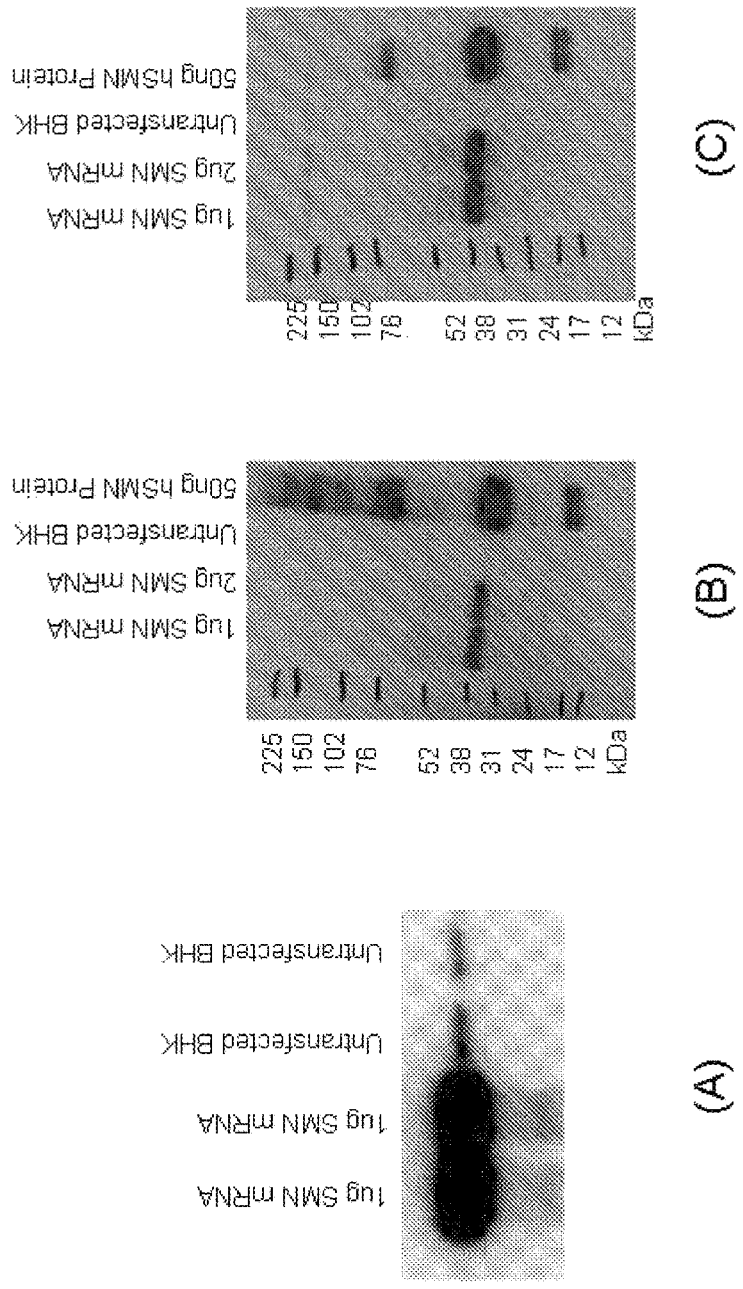 1ug SMN mRNA
1ug SMN mRNA
Untransfected BHK
Untransfected BHK
(A)
1ug SMN mRNA
2ug SMN mRNA
Untransfected BHK
50ng hSMN Protein
225
150
102
76
52
38
31
24
17
12
kDa
(B)
1ug SMN mRNA
2ug SMN mRNA
Untransfected BHK
50ng hSMN Protein
225
150
102
76
52
38
31
24
17
12
kDa
(C)